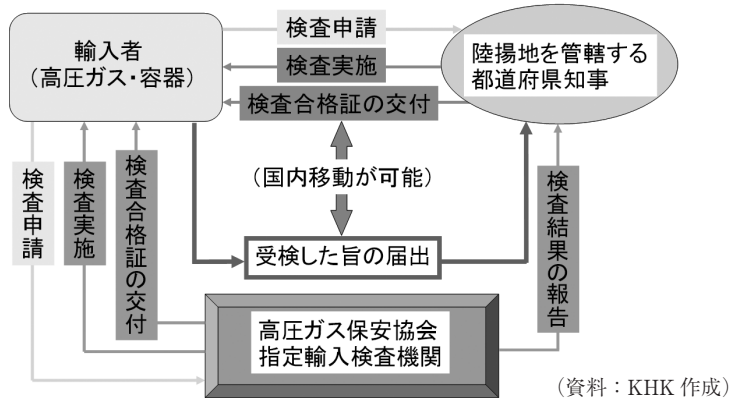 輸入者
（高圧ガス・容器）
検査申請
検査実施
検査合格証の交付
陸揚地を管轄する
都道府県知事
（国内移動が可能）
検査申請
検査実施
検査合格証の交付
受検した旨の届出
検査結果の報告
高圧ガス保安協会
指定輸入検査機関
（資料：KHK 作成）